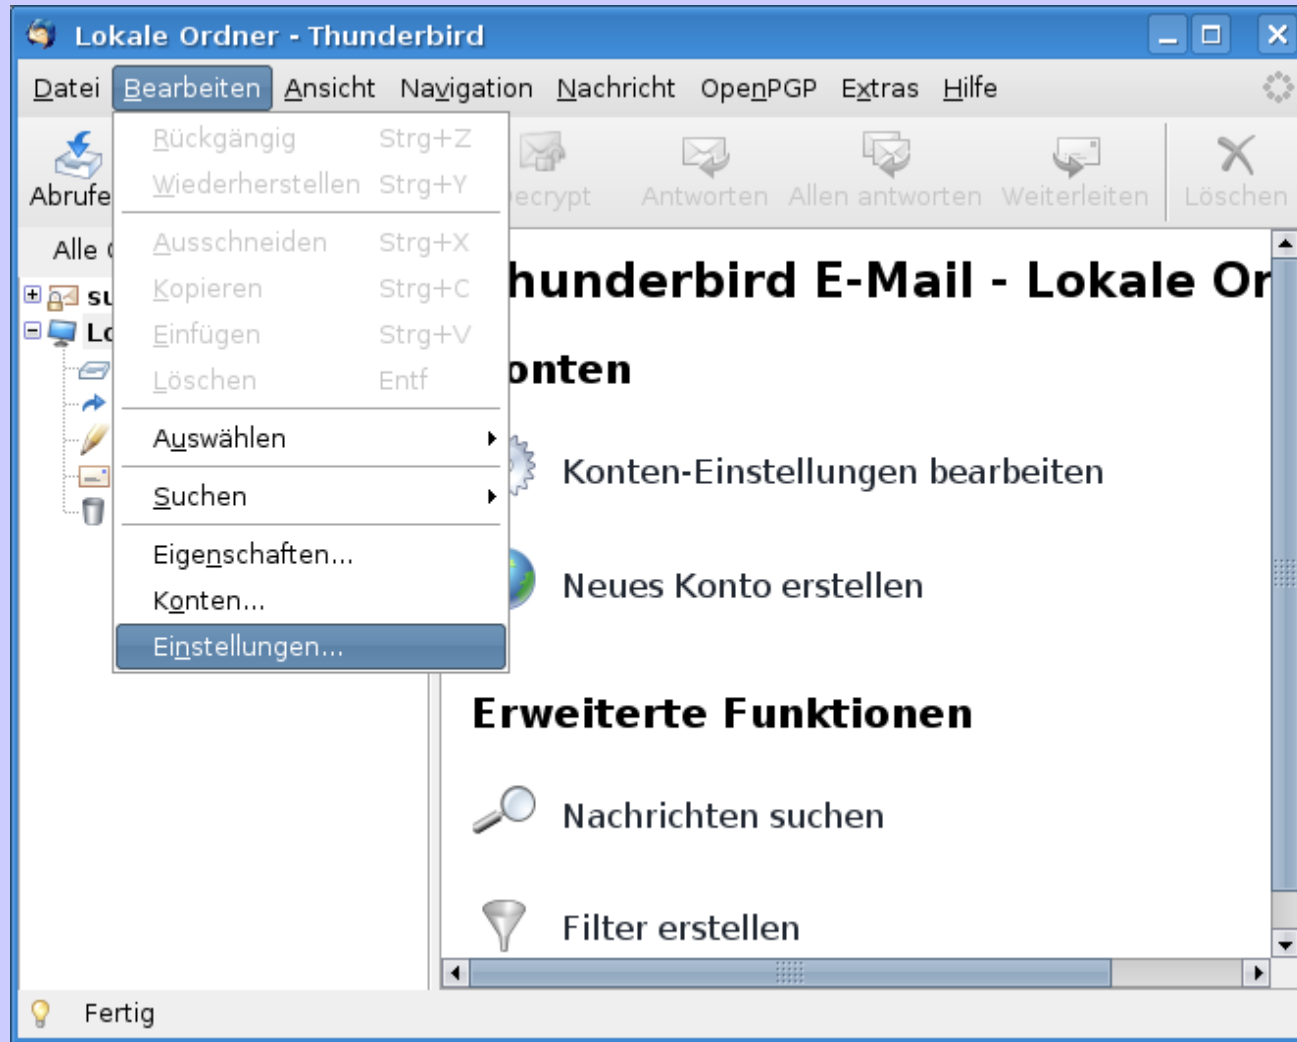 Lokale Ordner - Thunderbird
Datei Bearbeiten Ansicht Navigation Nachricht OpenPGP Extras Hilfe
Abrufe ecrypt Antworten Allen antworten Weiterleiten Löschen
Rückgängig Strg+Z
Wiederherstellen Strg+Y
Ausschneiden Strg+X
Kopieren Strg+C
Einfügen Strg+V
Löschen Entf
Auswählen
Suchen
Eigenschaften...
Konten...
Einstellungen...
Alle
su
Lo
hunderbird E-Mail - Lokale Or
onten
Konten-Einstellungen bearbeiten
Neues Konto erstellen
Erweiterte Funktionen
Nachrichten suchen
Filter erstellen
Fertig